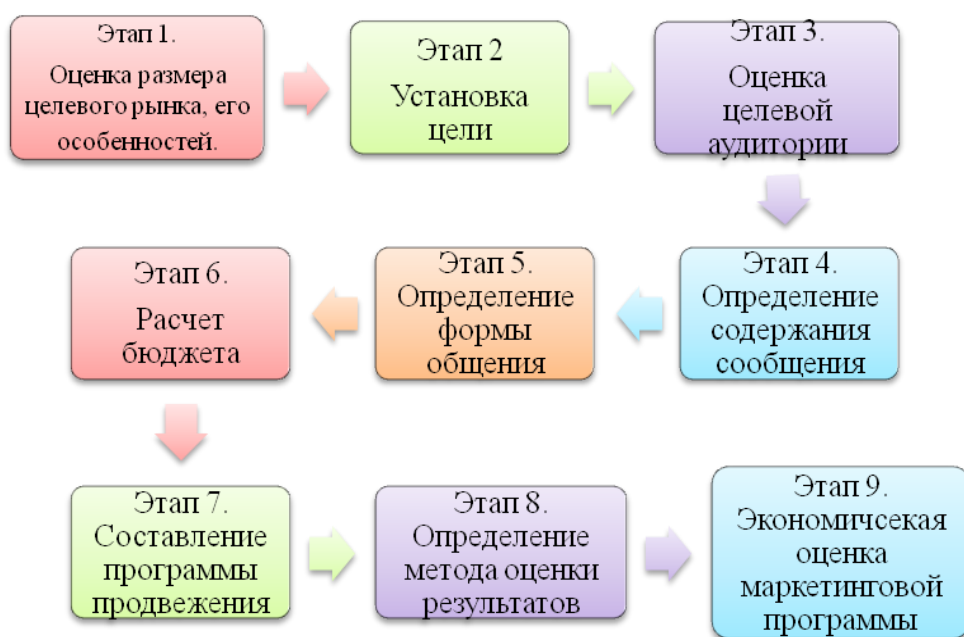 Этап 1.
Оценка размера
целевого рынка, его
особенностей.
Этап 2
Установка
цели
Этап 3.
Оценка
целевой
аудитории
Этап 4.
Определение
содержания
сообщения
Этап 5.
Определение
формы
общения
Этап 6.
Расчет
бюджета
Этап 7.
Составление
программы
продвежения
Этап 8.
Определение
метода оценки
результатов
Этап 9.
Экономичсекая
оценка
маркетинговой
программы